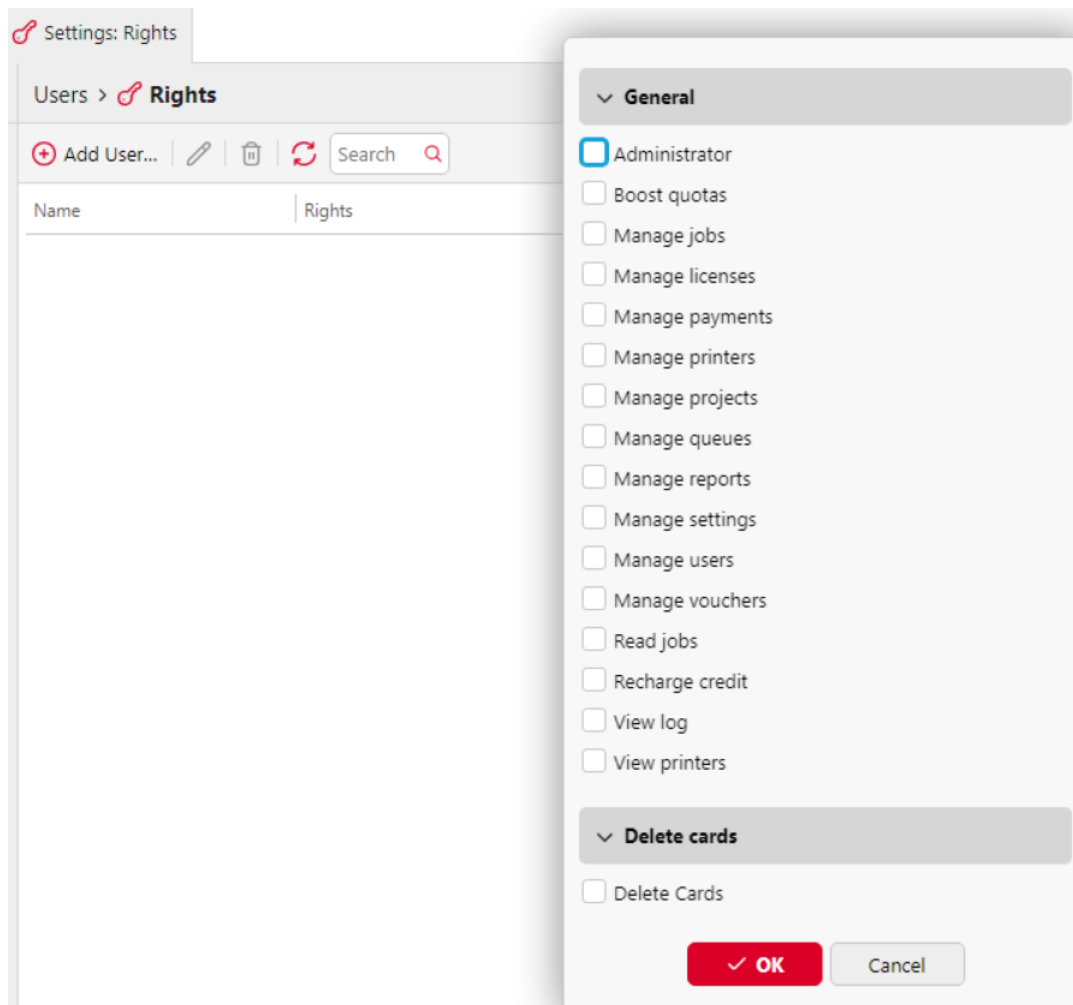 Settings: Rights
Users > Rights
Add User...
Search
Name
Rights
General
Administrator
Boost quotas
Manage jobs
Manage licenses
Manage payments
Manage printers
Manage projects
Manage queues
Manage reports
Manage settings
Manage users
Manage vouchers
Read jobs
Recharge credit
View log
View printers
Delete cards
Delete Cards
OK
Cancel